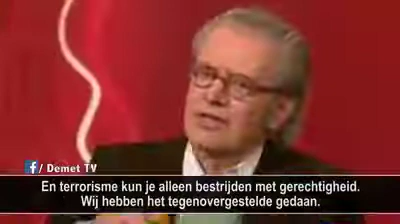 f/ Demet TV
En terrorisme kun je alleen bestrijden met gerechtigheid.
Wij hebben het tegenovergestelde gedaan.